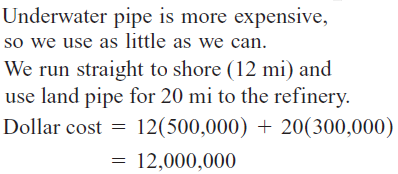 Underwater pipe is more expensive,
so we use as little as we can.
We run straight to shore (12 mi) and
use land pipe for 20 mi to the refinery.
Dollar cost = 12(500,000) + 20(300,000)
= 12,000,000